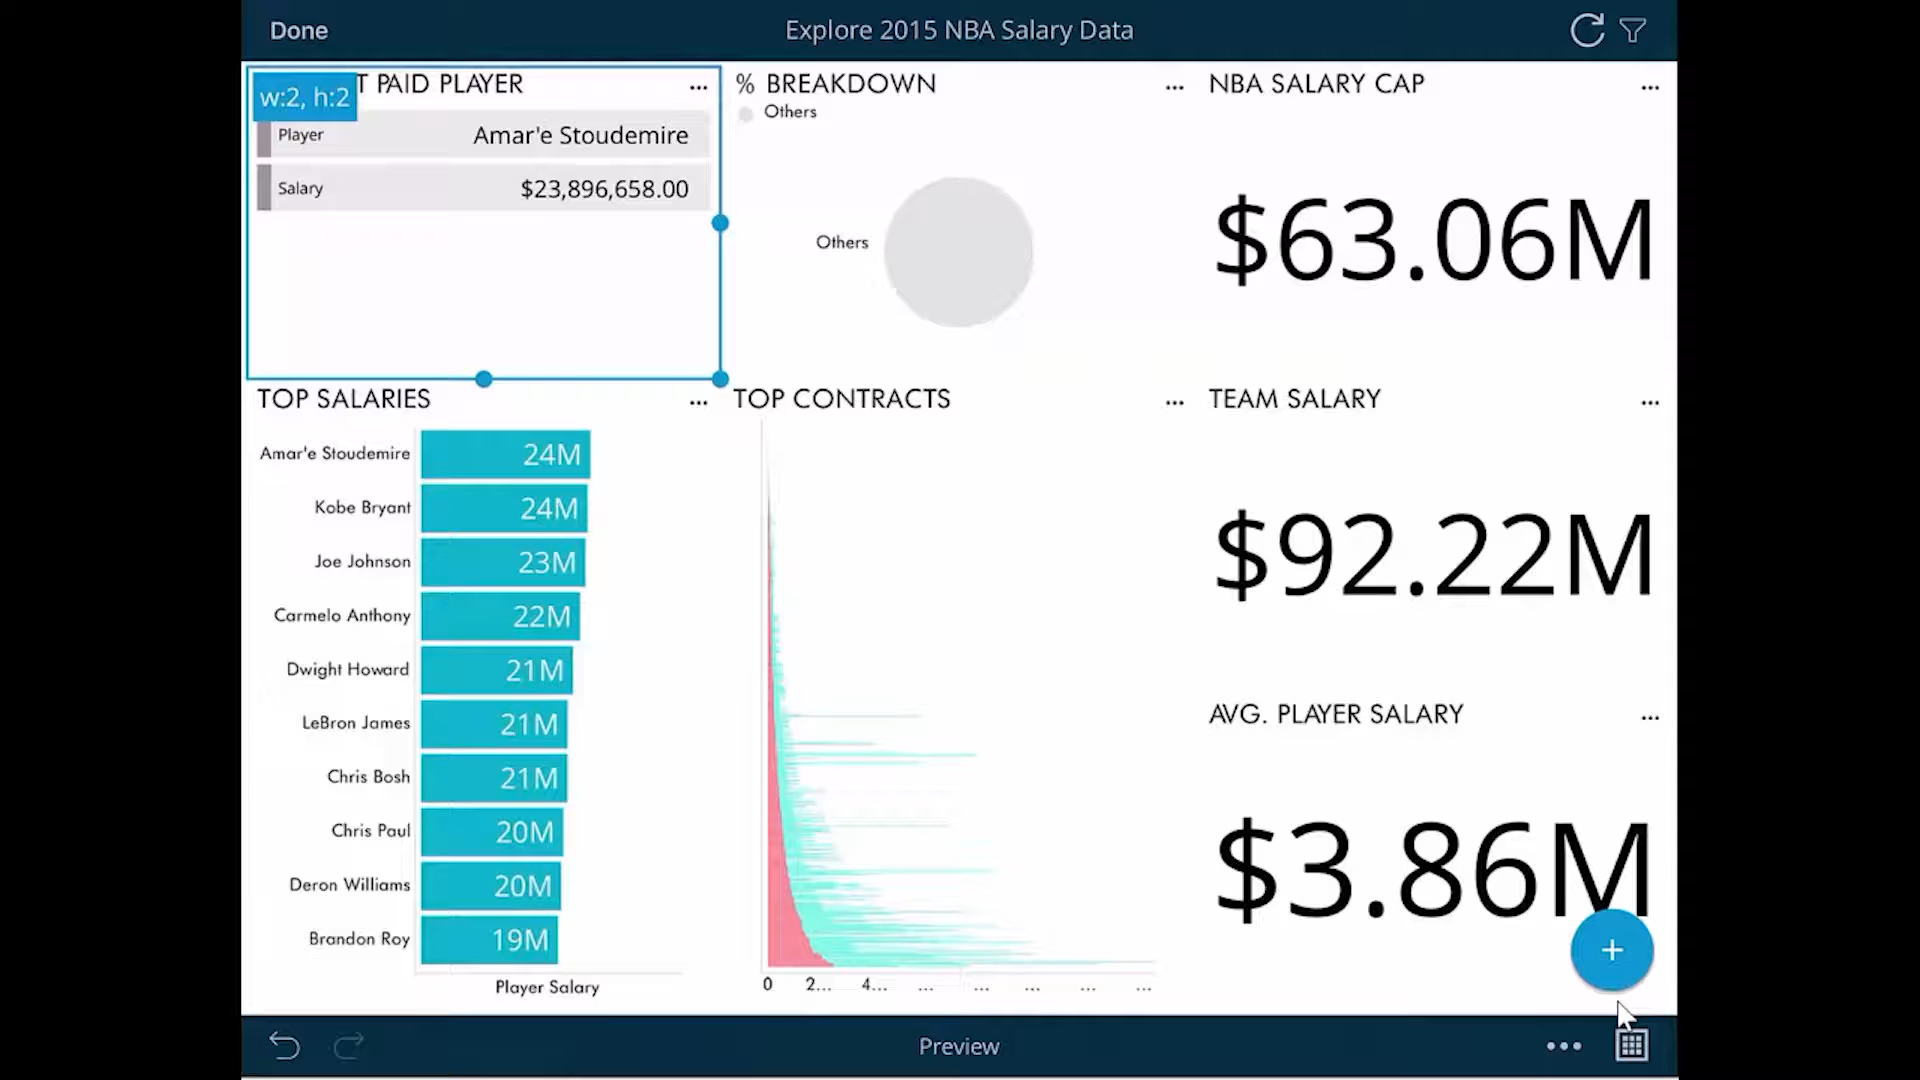 Done
Explore 2015 NBA Salary Data
w:2, h:2
T PAID PLAYER
...
Player
Amar'e Stoudemire
Salary
$23,896,658.00
% BREAKDOWN
...
Others
Others
NBA SALARY CAP
...
$63.06M
TOP SALARIES
...
Amar'e Stoudemire 24M
Kobe Bryant 24M
Joe Johnson 23M
Carmelo Anthony 22M
Dwight Howard 21M
LeBron James 21M
Chris Bosh 21M
Chris Paul 20M
Deron Williams 20M
Brandon Roy 19M
Player Salary
TOP CONTRACTS
...
0 2... 4... ... ... ... ... ...
TEAM SALARY
...
$92.22M
AVG. PLAYER SALARY
...
$3.86M
+
Preview